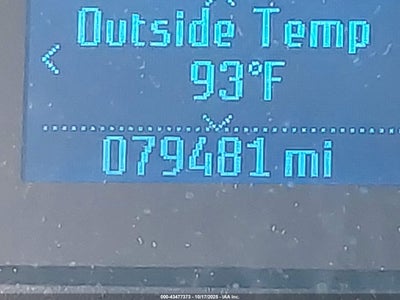 Outside Temp
93°F
079481 mi
000-43477373 - 10/17/2025 - IAA Inc.